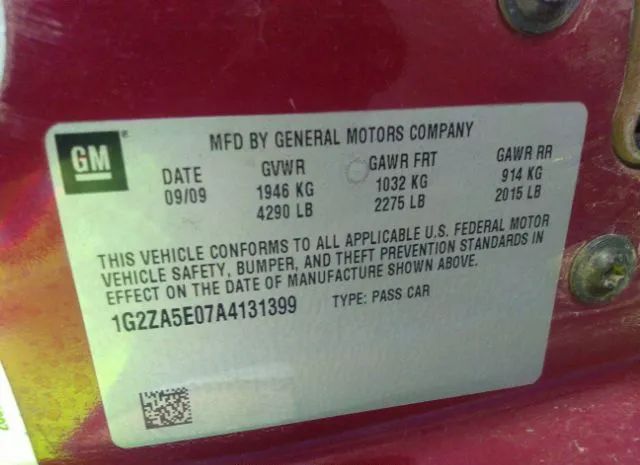 GM
MFD BY GENERAL MOTORS COMPANY
DATE GVWR GAWR FRT GAWR RR
09/09 1946 KG 1032 KG 914 KG
4290 LB 2275 LB 2015 LB
THIS VEHICLE CONFORMS TO ALL APPLICABLE U.S. FEDERAL MOTOR
VEHICLE SAFETY, BUMPER, AND THEFT PREVENTION STANDARDS IN
EFFECT ON THE DATE OF MANUFACTURE SHOWN ABOVE.
1G2ZA5E07A4131399 TYPE: PASS CAR